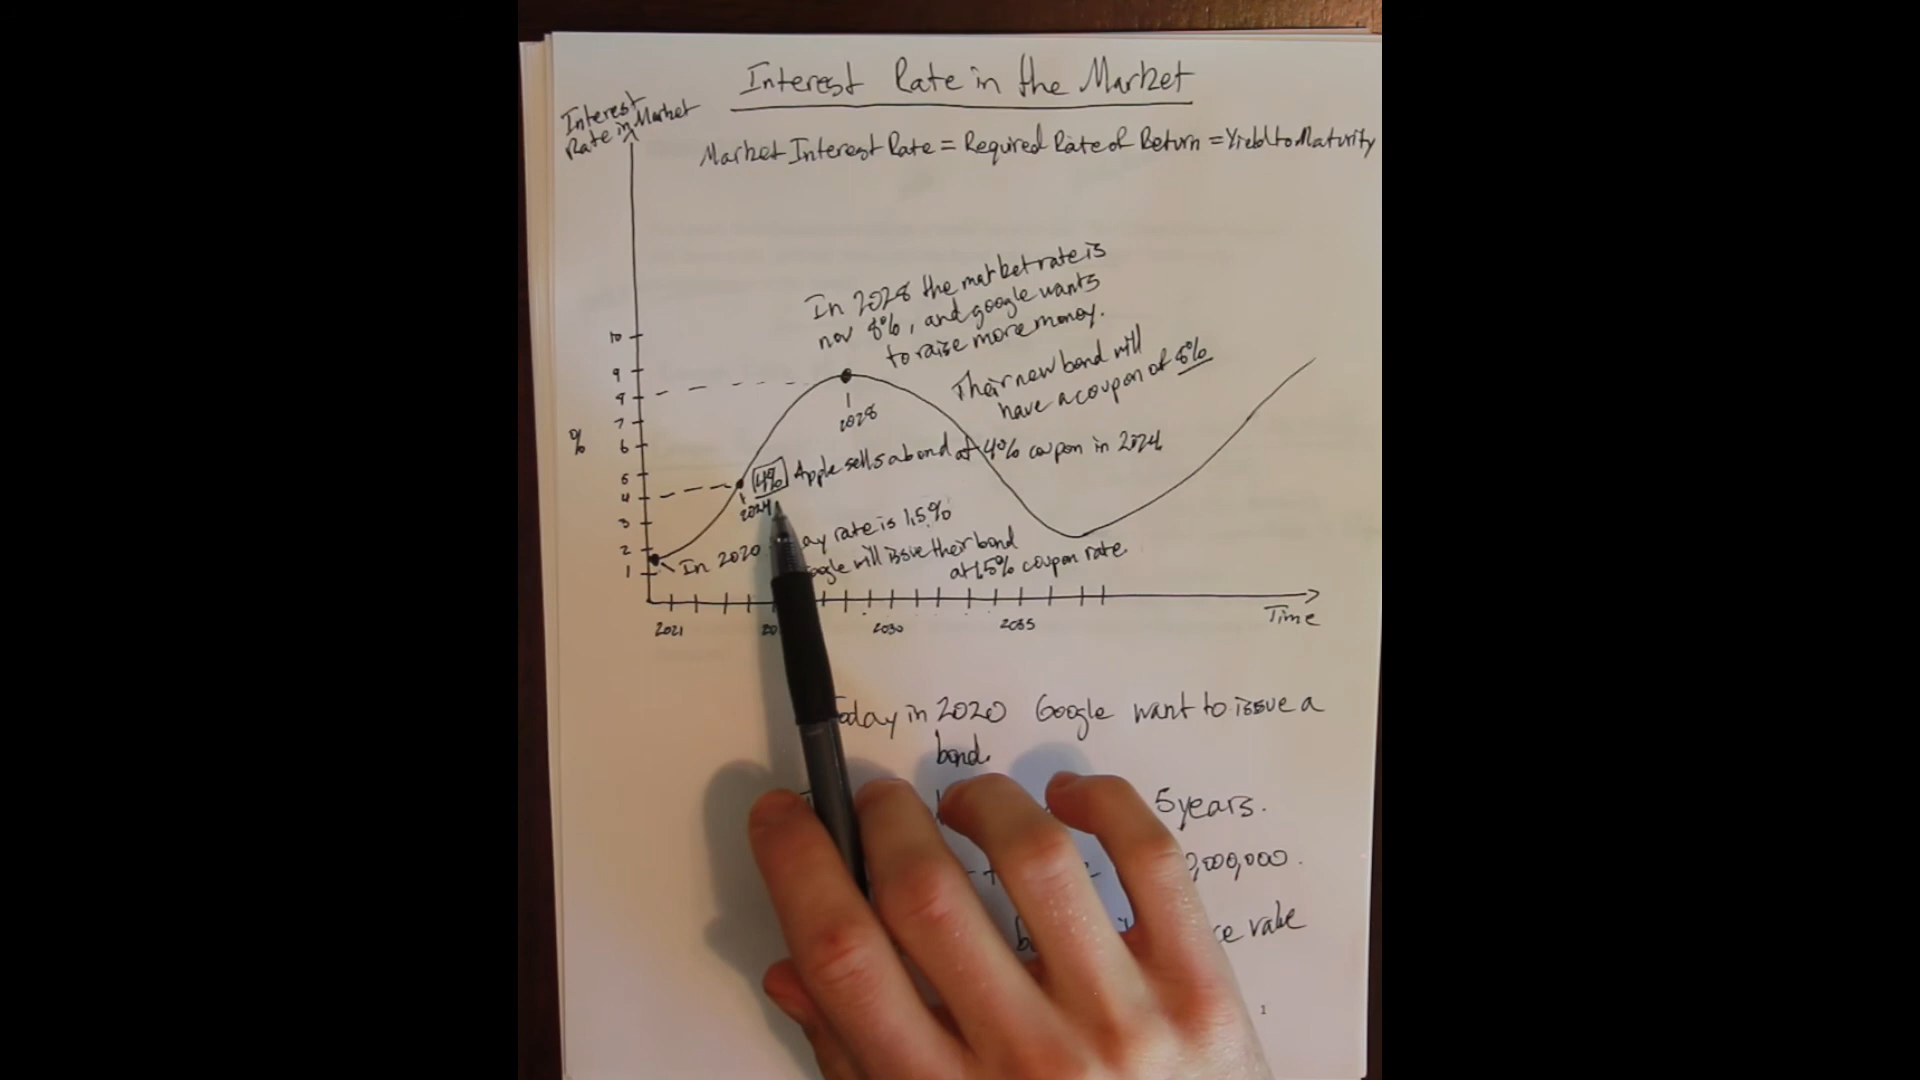 Interest Rate in the Market
Interest
Rate in Market
Market Interest Rate = Required Rate of Return = Yield to Maturity
In 2028 the market rate is
now 8%, and google wants
to raise more money.
Their new bond will
have a coupon of 8%
10
9
8
7
6
5
4
3
2
1
%
2028
4% Apple sells a bond at 4% coupon in 2024
2024
In 2020 rate is 1.5%
will issue their bond
at 1.5% coupon rate.
2021
2030
2035
Time
Today in 2020 Google want to issue a
bond.
5 years.
,000,000.
value
1